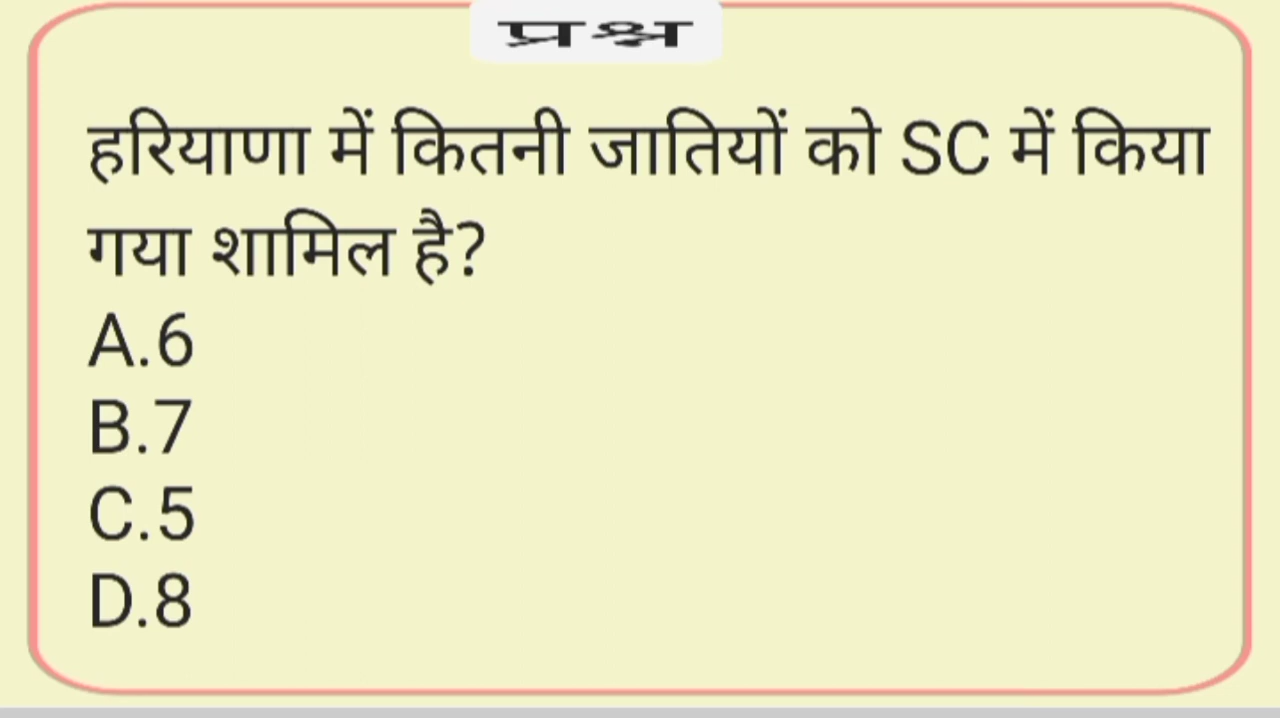 प्रश्न
हरियाणा में कितनी जातियों को SC में किया
गया शामिल है?
A.6
B.7
C.5
D.8